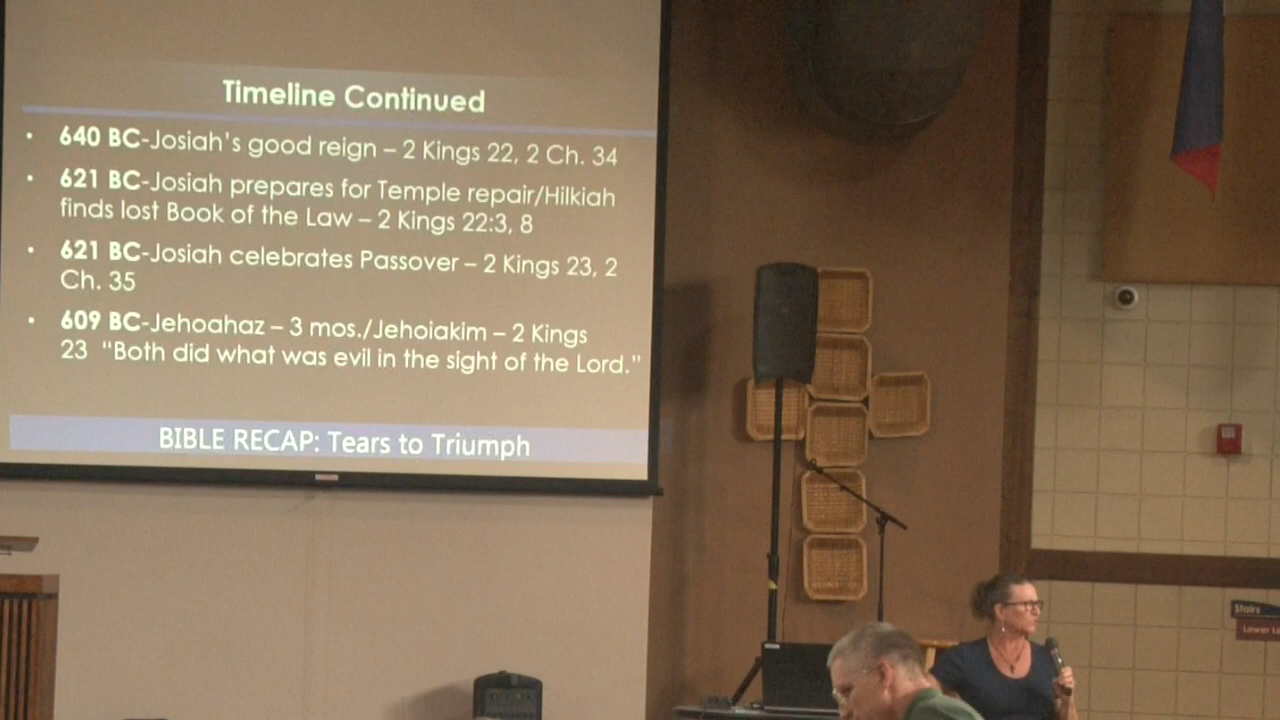 Timeline Continued
• 640 BC-Josiah's good reign – 2 Kings 22, 2 Ch. 34
• 621 BC-Josiah prepares for Temple repair/Hilkiah
finds lost Book of the Law – 2 Kings 22:3, 8
• 621 BC-Josiah celebrates Passover – 2 Kings 23, 2
Ch. 35
• 609 BC-Jehoahaz – 3 mos./Jehoiakim – 2 Kings
23 "Both did what was evil in the sight of the Lord."
BIBLE RECAP: Tears to Triumph
Stairs
Lower